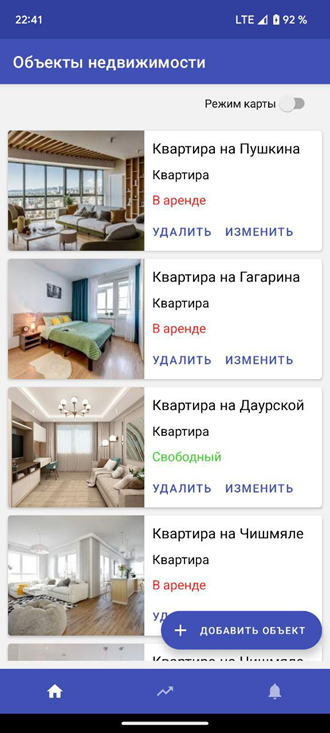 22:41 LTE 92 %
Объекты недвижимости
Режим карты
Квартира на Пушкина
Квартира
В аренде
УДАЛИТЬ ИЗМЕНИТЬ
Квартира на Гагарина
Квартира
В аренде
УДАЛИТЬ ИЗМЕНИТЬ
Квартира на Даурской
Квартира
Свободный
УДАЛИТЬ ИЗМЕНИТЬ
Квартира на Чишмяле
Квартира
В аренде
УД
+ ДОБАВИТЬ ОБЪЕКТ
Квартира на Чишмяле